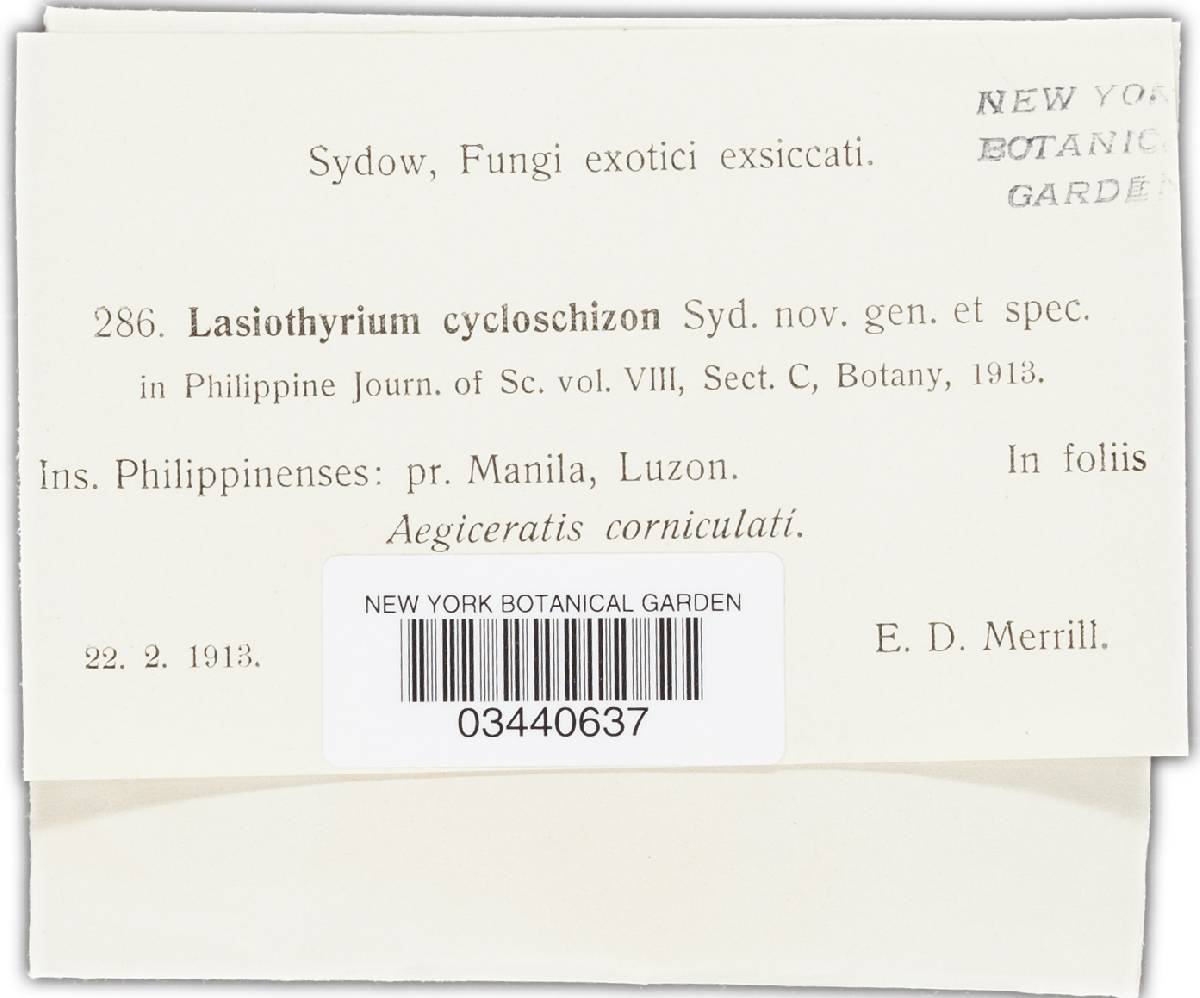 NEW YOR
BOTANIC
GARDEN
Sydow, Fungi exotici exsiccati.
286. Lasiothyrium cycloschizon Syd. nov. gen. et spec.
in Philippine Journ. of Sc. vol. VIII, Sect. C, Botany, 1913.
Ins. Philippinenses: pr. Manila, Luzon. In foliis
Aegiceratis corniculati.
NEW YORK BOTANICAL GARDEN
03440637
22. 2. 1913. E. D. Merrill.